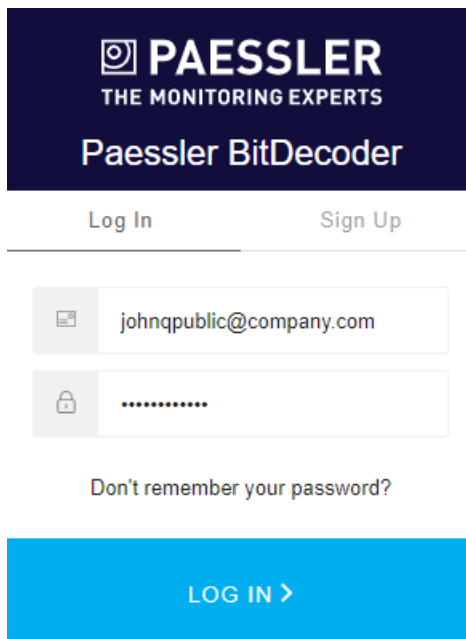 PAESSLER
THE MONITORING EXPERTS
Paessler BitDecoder
Log In
Sign Up
johnqpublic@company.com
••••••••••••
Don't remember your password?
LOG IN >